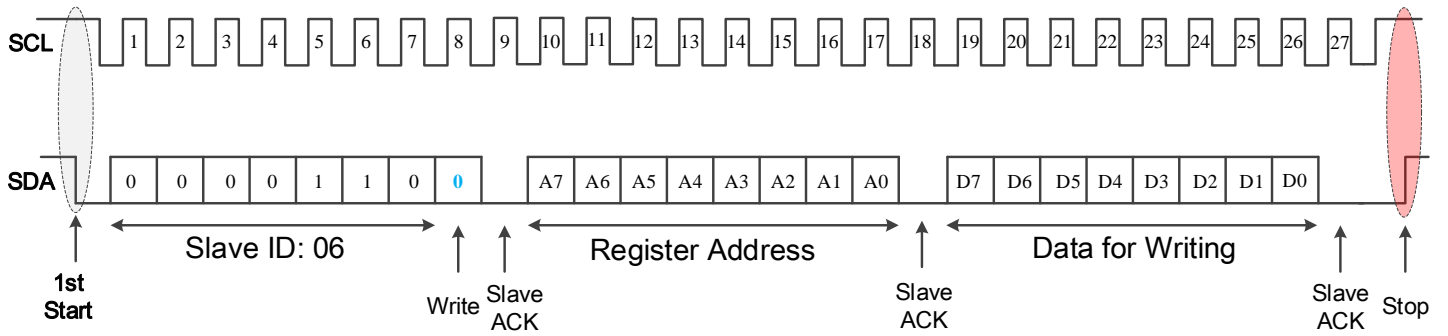 SCL 1 2 3 4 5 6 7 8 9 10 11 12 13 14 15 16 17 18 19 20 21 22 23 24 25 26 27
SDA 0 0 0 0 1 1 0 0 A7 A6 A5 A4 A3 A2 A1 A0 D7 D6 D5 D4 D3 D2 D1 D0
Slave ID: 06
Register Address
Data for Writing
1st
Start
Write
Slave
ACK
Slave
ACK
Slave
ACK
Stop